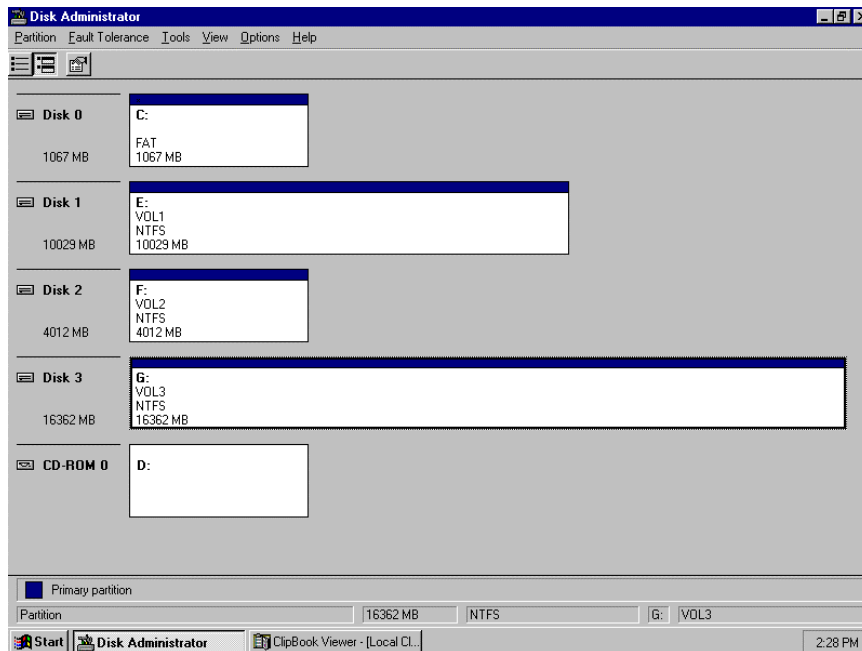 Disk Administrator
Partition Fault Tolerance Tools View Options Help
Disk 0
1067 MB
C:
FAT
1067 MB
Disk 1
10029 MB
E:
VOL1
NTFS
10029 MB
Disk 2
4012 MB
F:
VOL2
NTFS
4012 MB
Disk 3
16362 MB
G:
VOL3
NTFS
16362 MB
CD-ROM 0
D:
Primary partition
Partition 16362 MB NTFS G: VOL3
Start Disk Administrator ClipBook Viewer - [Local Cl... 2:28 PM